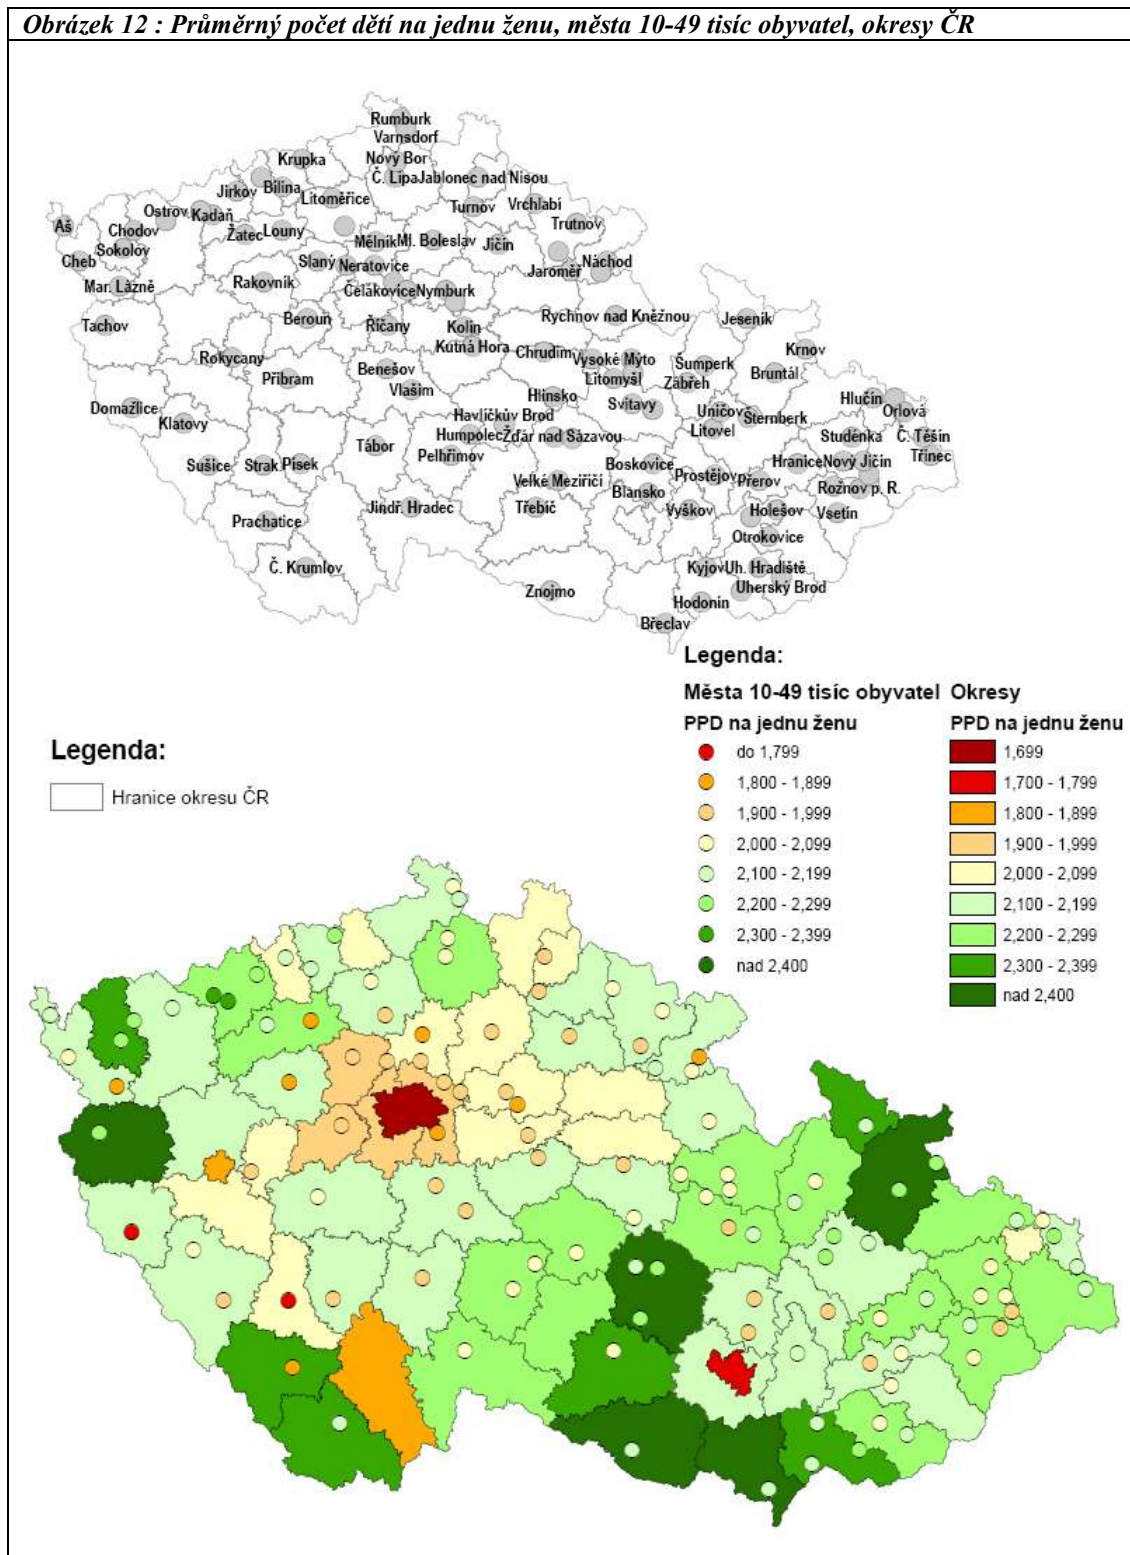 Obrázek 12 : Průměrný počet dětí na jednu ženu, města 10-49 tisíc obyvatel, okresy ČR
Rumburk
Varnsdorf
Krupka
Nový Bor
Č. Lípa
Jablonec nad Nisou
Jirkov
Bílina
Litoměřice
Turnov
Vrchlabí
Ostrov
Kadaň
Trutnov
Aš
Chodov
Žatec
Louny
Sokolov
Mělník
Ml. Boleslav
Jičín
Cheb
Slaný
Neratovice
Náchod
Jaroměř
Mar. Lázně
Rakovník
Čelákovice
Nymburk
Tachov
Beroun
Říčany
Kolín
Rychnov nad Kněžnou
Jeseník
Kutná Hora
Chrudim
Krnov
Rokycany
Vysoké Mýto
Šumperk
Příbram
Benešov
Litomyšl
Zábřeh
Bruntál
Vlašim
Hlinsko
Hlučín
Domažlice
Svitavy
Uničov
Orlová
Klatovy
Havlíčkův Brod
Šternberk
Litovel
Humpolec
Žďár nad Sázavou
Studénka
Č. Těšín
Tábor
Pelhřimov
Třinec
Sušice
Strak.
Písek
Boskovice
Hranice
Nový Jičín
Prostějov
Přerov
Velké Meziříčí
Blansko
Rožnov p. R.
Jindř. Hradec
Třebíč
Vyškov
Holešov
Vsetín
Prachatice
Otrokovice
Č. Krumlov
Kyjov
Uh. Hradiště
Znojmo
Uherský Brod
Hodonín
Břeclav
Legenda:
Města 10-49 tisíc obyvatel Okresy
PPD na jednu ženu PPD na jednu ženu
do 1,799 1,699
1,800 - 1,899 1,700 - 1,799
1,900 - 1,999 1,800 - 1,899
2,000 - 2,099 1,900 - 1,999
2,100 - 2,199 2,000 - 2,099
2,200 - 2,299 2,100 - 2,199
2,300 - 2,399 2,200 - 2,299
nad 2,400 2,300 - 2,399
nad 2,400
Legenda:
Hranice okresu ČR